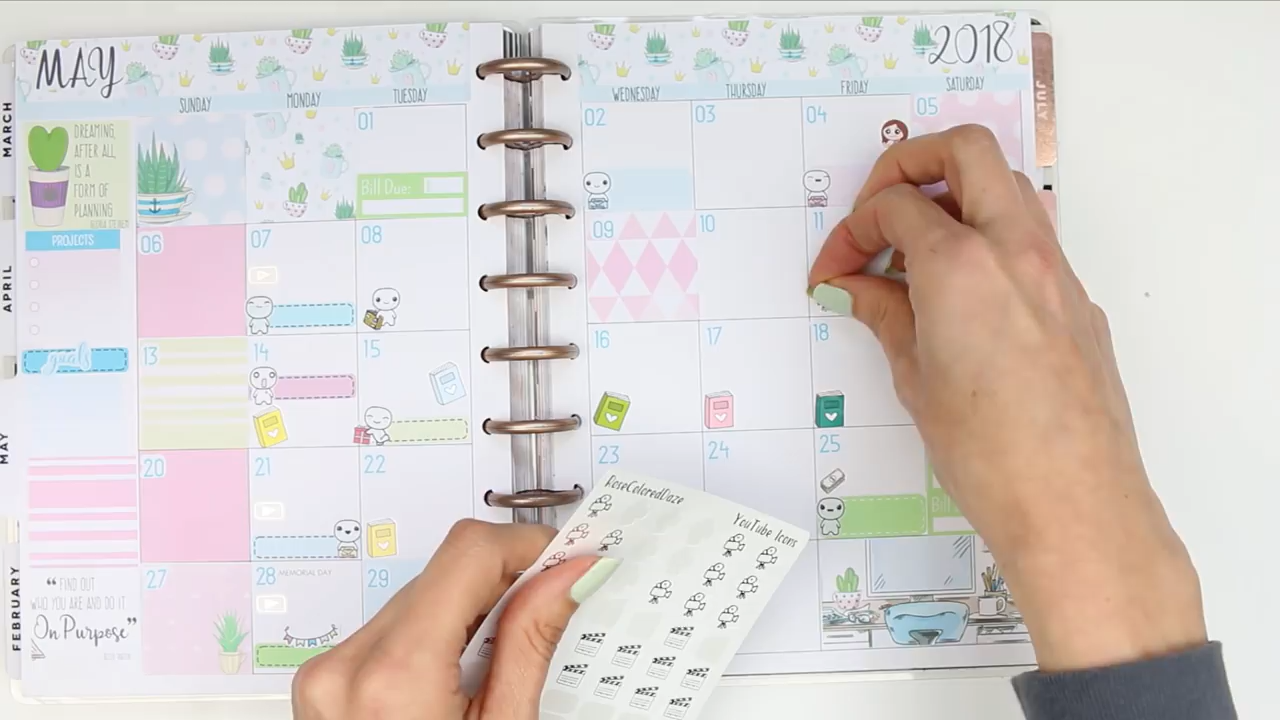 MAY
2018
SUNDAY
MONDAY
TUESDAY
WEDNESDAY
THURSDAY
FRIDAY
SATURDAY
MARCH
APRIL
MAY
FEBRUARY
JULY
DREAMING,
AFTER ALL,
IS A
FORM OF
PLANNING
PROJECTS
goals
"FIND OUT
WHO YOU ARE AND DO IT
On Purpose"
01
Bill Due:
02
03
04
05
06
07
08
09
10
11
13
14
15
16
17
18
20
21
22
23
24
25
Bil
27
28 MEMORIAL DAY
29
RoseColoredDaze
YouTube Icons